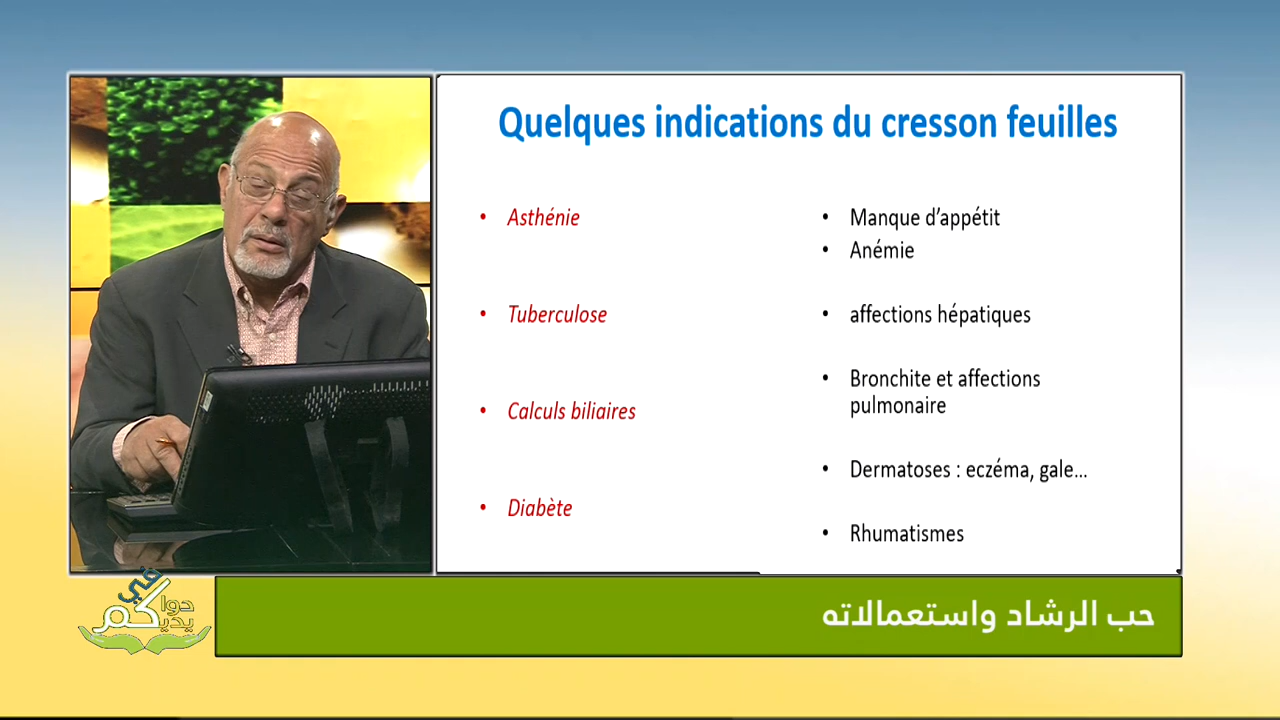 Quelques indications du cresson feuilles
• Asthénie
• Tuberculose
• Calculs biliaires
• Diabète
• Manque d’appétit
• Anémie
• affections hépatiques
• Bronchite et affections
pulmonaire
• Dermatoses : eczéma, gale...
• Rhumatismes
حب الرشاد واستعمالاته
دوا
في
يديكم